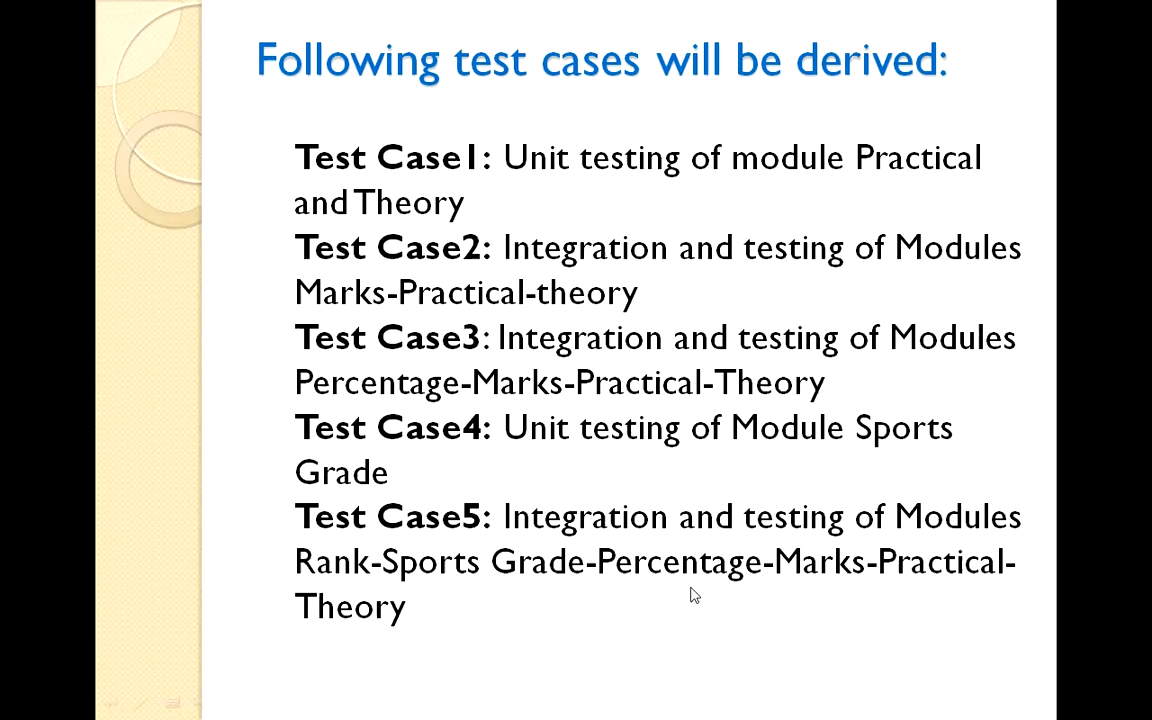 Following test cases will be derived:
Test Case1: Unit testing of module Practical
and Theory
Test Case2: Integration and testing of Modules
Marks-Practical-theory
Test Case3: Integration and testing of Modules
Percentage-Marks-Practical-Theory
Test Case4: Unit testing of Module Sports
Grade
Test Case5: Integration and testing of Modules
Rank-Sports Grade-Percentage-Marks-Practical-
Theory